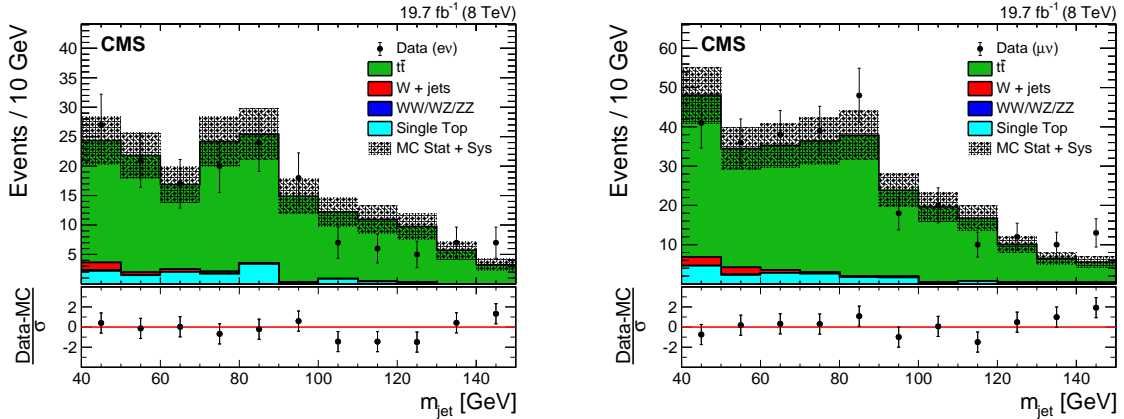 19.7 fb⁻¹ (8 TeV)
CMS
Data (eν)
tt̄
W + jets
WW/WZ/ZZ
Single Top
MC Stat + Sys
Events / 10 GeV
40
35
30
25
20
15
10
5
Data-MC
σ
2
0
-2
40 60 80 100 120 140
m_jet [GeV]
19.7 fb⁻¹ (8 TeV)
CMS
Data (μν)
tt̄
W + jets
WW/WZ/ZZ
Single Top
MC Stat + Sys
Events / 10 GeV
60
50
40
30
20
10
Data-MC
σ
2
0
-2
40 60 80 100 120 140
m_jet [GeV]